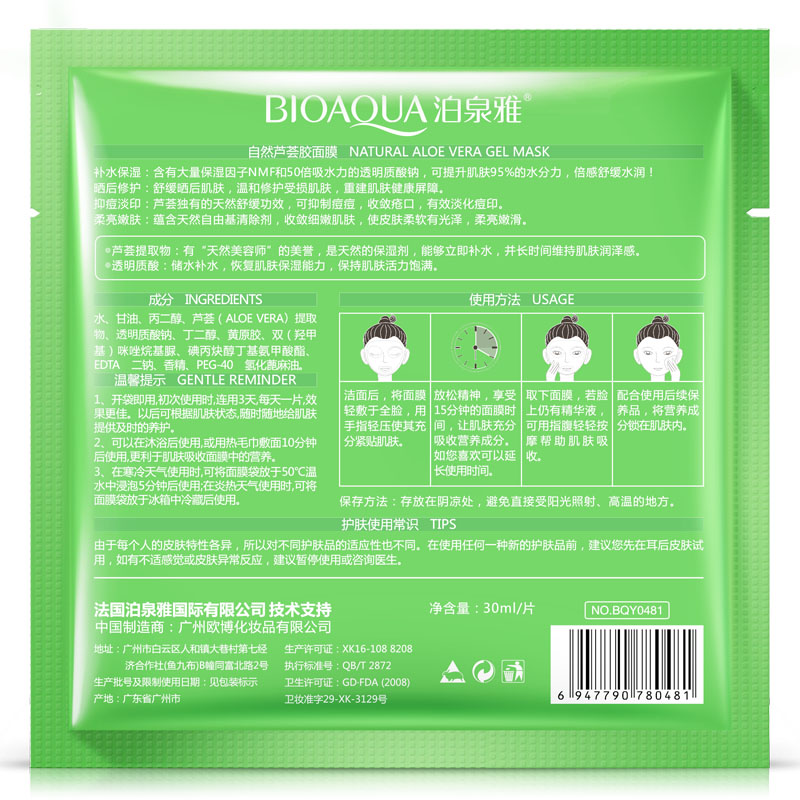 BIOAQUA泊泉雅®
自然芦荟胶面膜 NATURAL ALOE VERA GEL MASK
补水保湿：含有大量保湿因子NMF和50倍吸水力的透明质酸钠，可提升肌肤95%的水分力，倍感舒缓水润！
晒后修护：舒缓晒后肌肤，温和修护受损肌肤，重建肌肤健康屏障。
抑痘淡印：芦荟独有的天然舒缓功效，可抑制痘痘，收敛疮口，有效淡化痘印。
柔亮嫩肤：蕴含天然自由基清除剂，收敛细嫩肌肤，使皮肤柔软有光泽，柔亮嫩滑。
●芦荟提取物：有“天然美容师”的美誉，是天然的保湿剂，能够立即补水，并长时间维持肌肤润泽感。
●透明质酸：储水补水，恢复肌肤保湿能力，保持肌肤活力饱满。
成分 INGREDIENTS
水、甘油、丙二醇、芦荟（ALOE VERA）提取
物、透明质酸钠、丁二醇、黄原胶、双（羟甲
基）咪唑烷基脲、碘丙炔醇丁基氨甲酸酯、
EDTA 二钠、香精、PEG-40 氢化蓖麻油。
温馨提示 GENTLE REMINDER
1、开袋即用，初次使用时，连用3天，每天一片，效
果更佳。以后可根据肌肤状态，随时随地给肌肤
提供及时的养护。
2、可以在沐浴后使用，或用热毛巾敷面10分钟
后使用，更利于肌肤吸收面膜中的营养。
3、在寒冷天气使用时，可将面膜袋放于50℃温
水中浸泡5分钟后使用；在炎热天气使用时，可将
面膜袋放于冰箱中冷藏后使用。
使用方法 USAGE
洁面后，将面膜
轻敷于全脸，用
手指轻压使其充
分紧贴肌肤。
放松精神，享受
15分钟的面膜时
间，让肌肤充分
吸收营养成分。
如您喜欢可以延
长使用时间。
取下面膜，若脸
上仍有精华液，
可用指腹轻轻按
摩帮助肌肤吸
收。
配合使用后续保
养品，将营养成
分锁在肌肤内。
保存方法：存放在阴凉处，避免直接受阳光照射、高温的地方。
护肤使用常识 TIPS
由于每个人的皮肤特性各异，所以对不同护肤品的适应性也不同。在使用任何一种新的护肤品前，建议您先在耳后皮肤试
用，如有不适感觉或皮肤异常反应，建议暂停使用或咨询医生。
法国泊泉雅国际有限公司 技术支持
中国制造商：广州欧博化妆品有限公司
地址：广州市白云区人和镇大巷村第七经
济合作社(鱼九布)B幢同富北路2号
生产批号及限制使用日期：见包装标示
产地：广东省广州市
生产许可证：XK16-108 8208
执行标准号：QB/T 2872
卫生许可证：GD·FDA (2008)
卫妆准字29-XK-3129号
净含量：30ml/片
NO.BQY0481
6 947790 780481